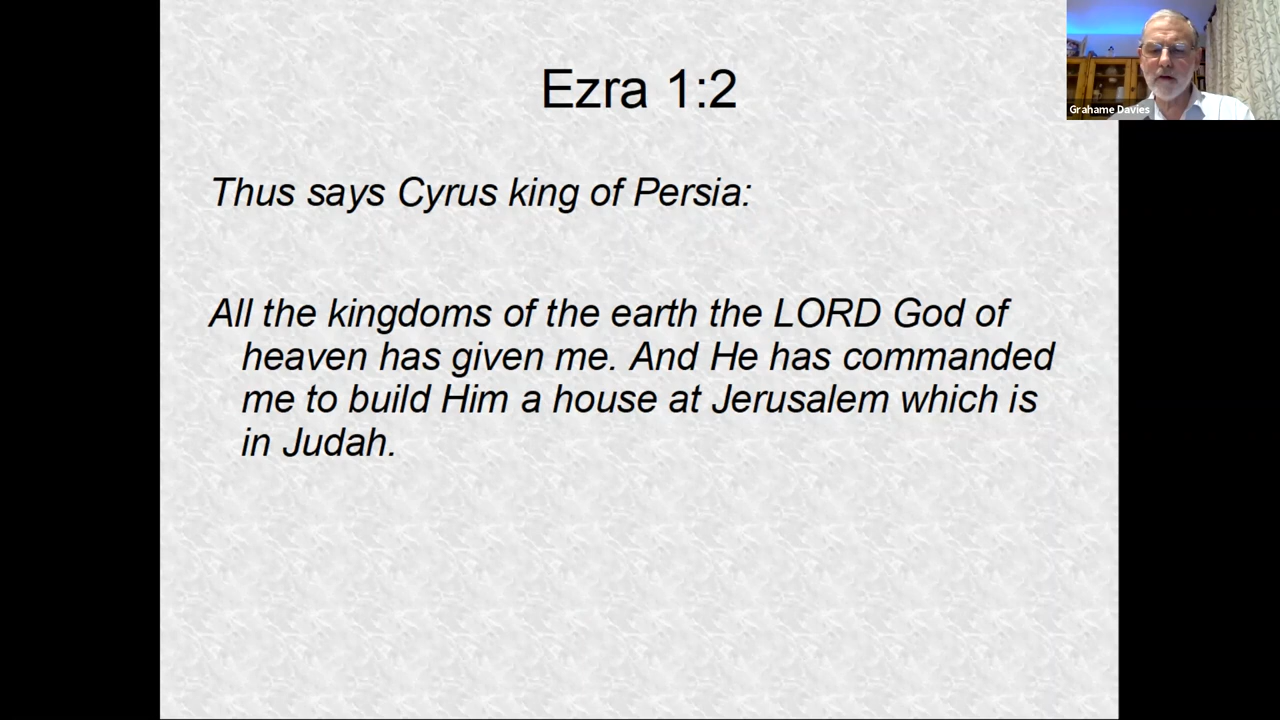 Ezra 1:2
Grahame Davies
Thus says Cyrus king of Persia:
All the kingdoms of the earth the LORD God of
heaven has given me. And He has commanded
me to build Him a house at Jerusalem which is
in Judah.